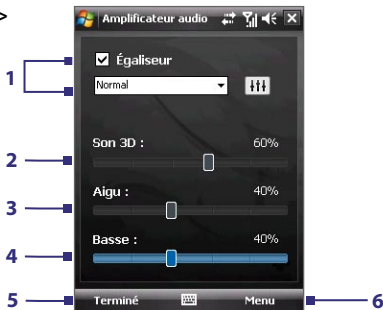 >
Amplificateur audio
1
Égaliseur
Normal
Son 3D : 60%
2
Aigu : 40%
3
Basse : 40%
4
5 Terminé Menu 6